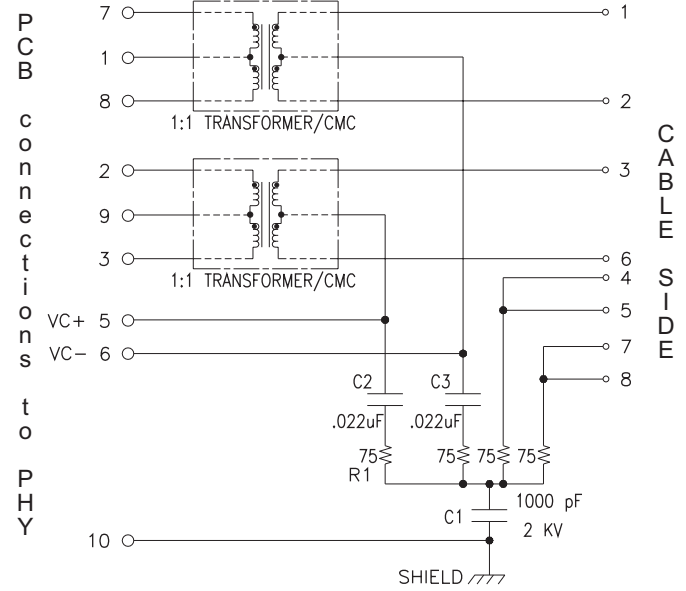 PCB connections to PHY
7
1
1
8
2
1:1 TRANSFORMER/CMC
2
3
9
3
6
1:1 TRANSFORMER/CMC
4
VC+ 5
5
VC- 6
7
8
C2
C3
.022uF
.022uF
75
75
75
75
R1
1000 pF
C1
2 KV
10
SHIELD
CABLE SIDE